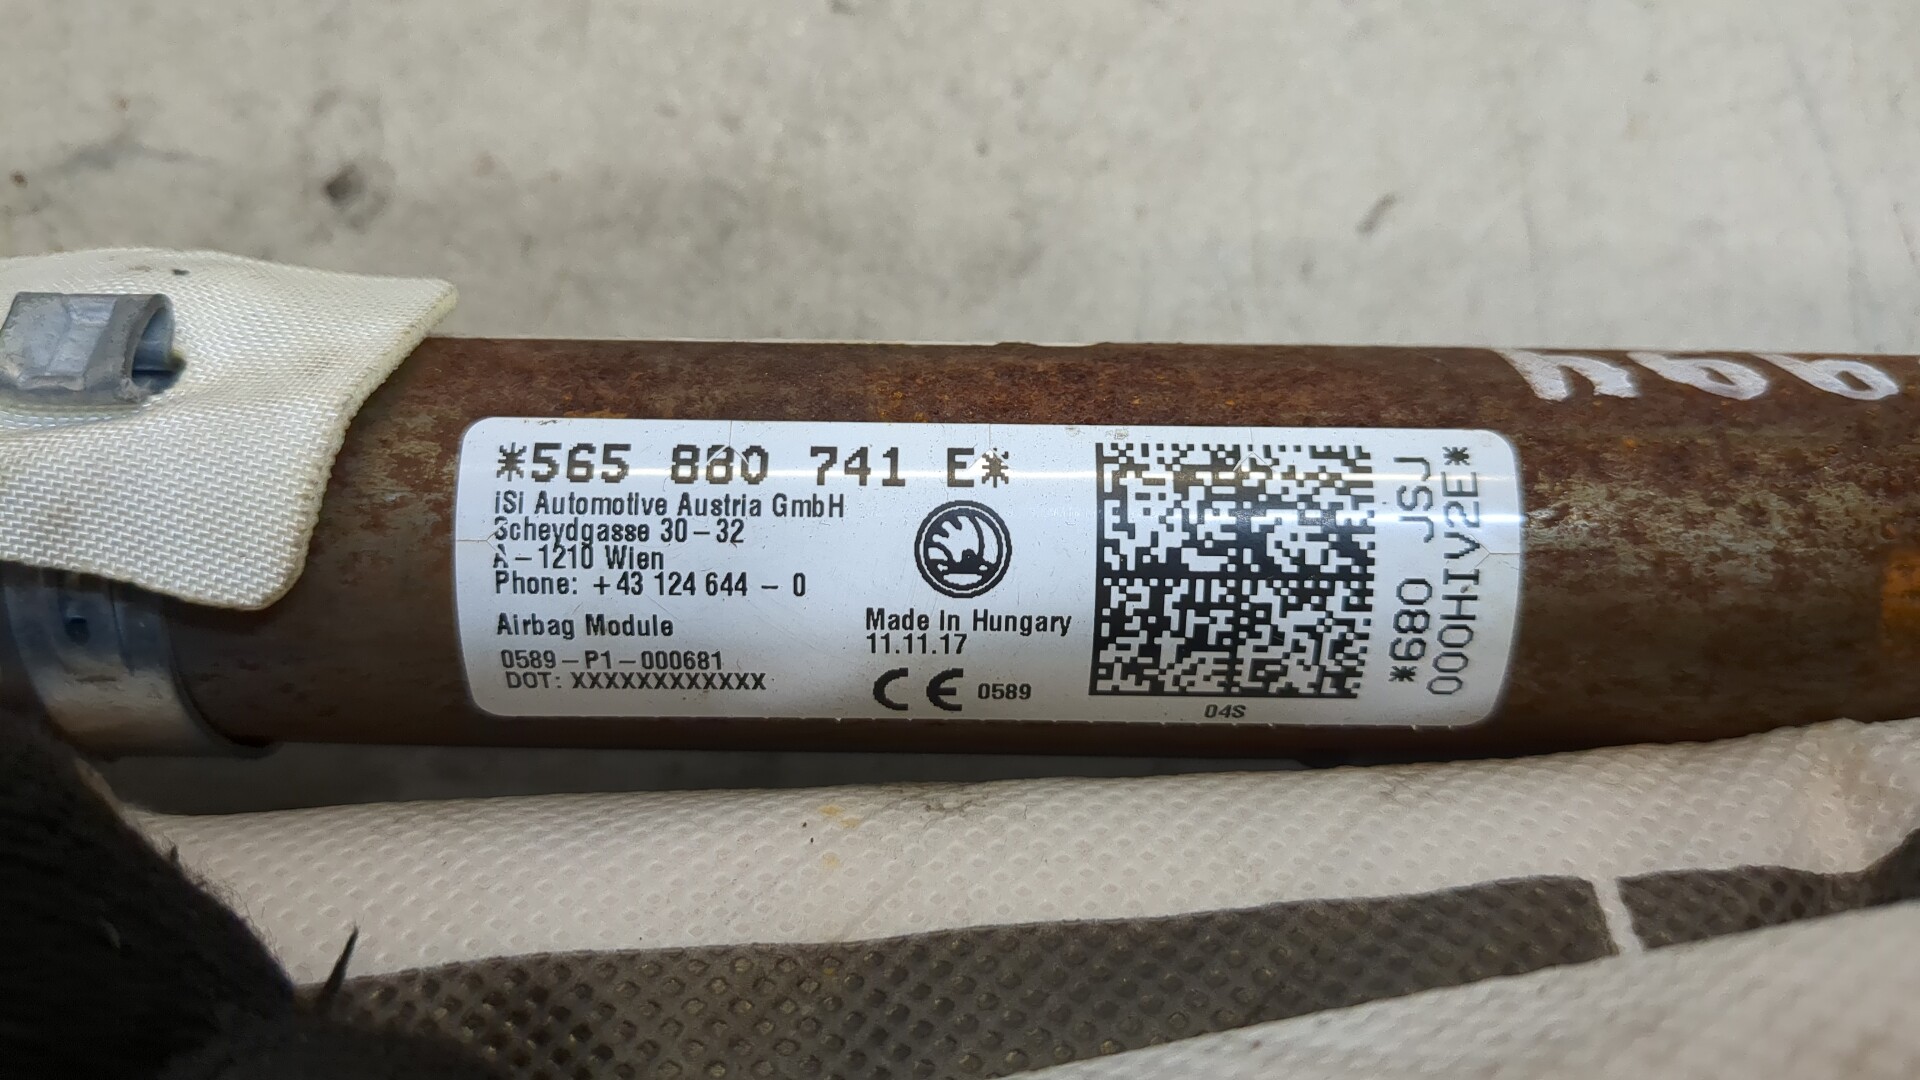 *565 880 741 E*
iSi Automotive Austria GmbH
Scheydgasse 30-32
A-1210 Wien
Phone: +43 124 644 - 0
Airbag Module
0589-P1-000681
DOT: XXXXXXXXXXXX
Made In Hungary
11.11.17
CE 0589
04S
*680 JSJ
000HIV2E*